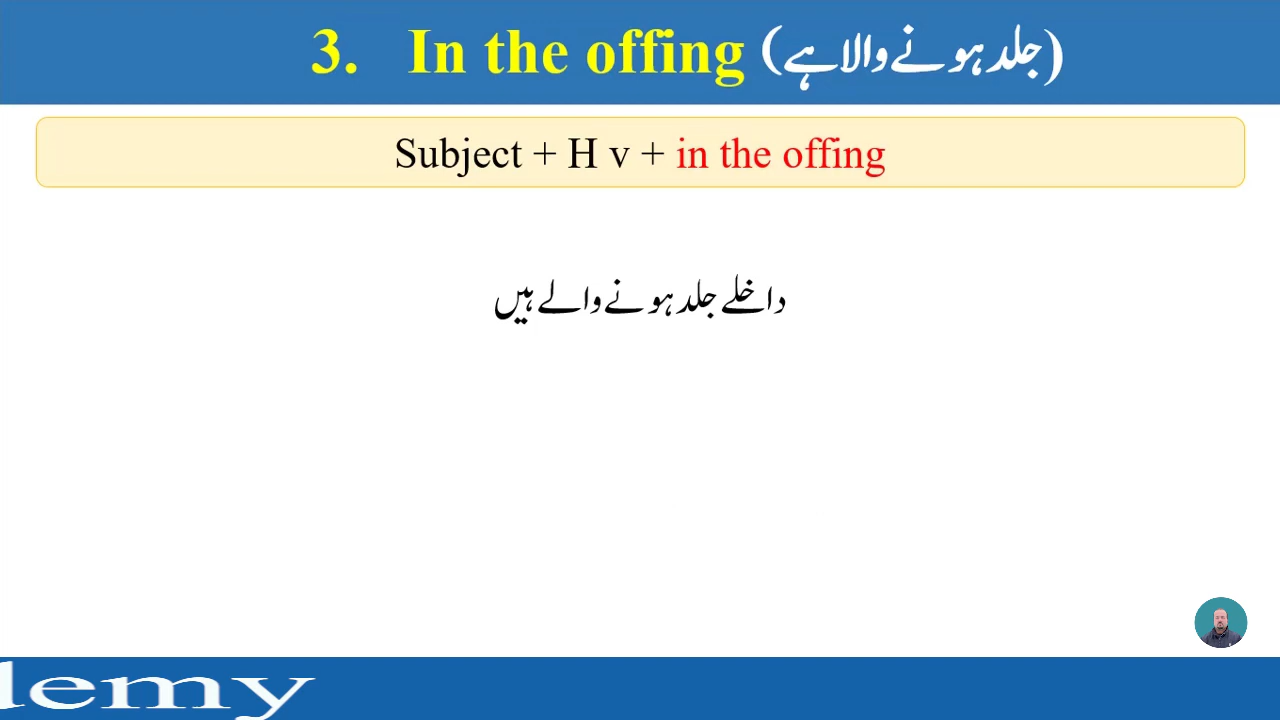 3. In the offing (جلد ہونے والا ہے)
Subject + H v + in the offing
داخلے جلد ہونے والے ہیں
lemy